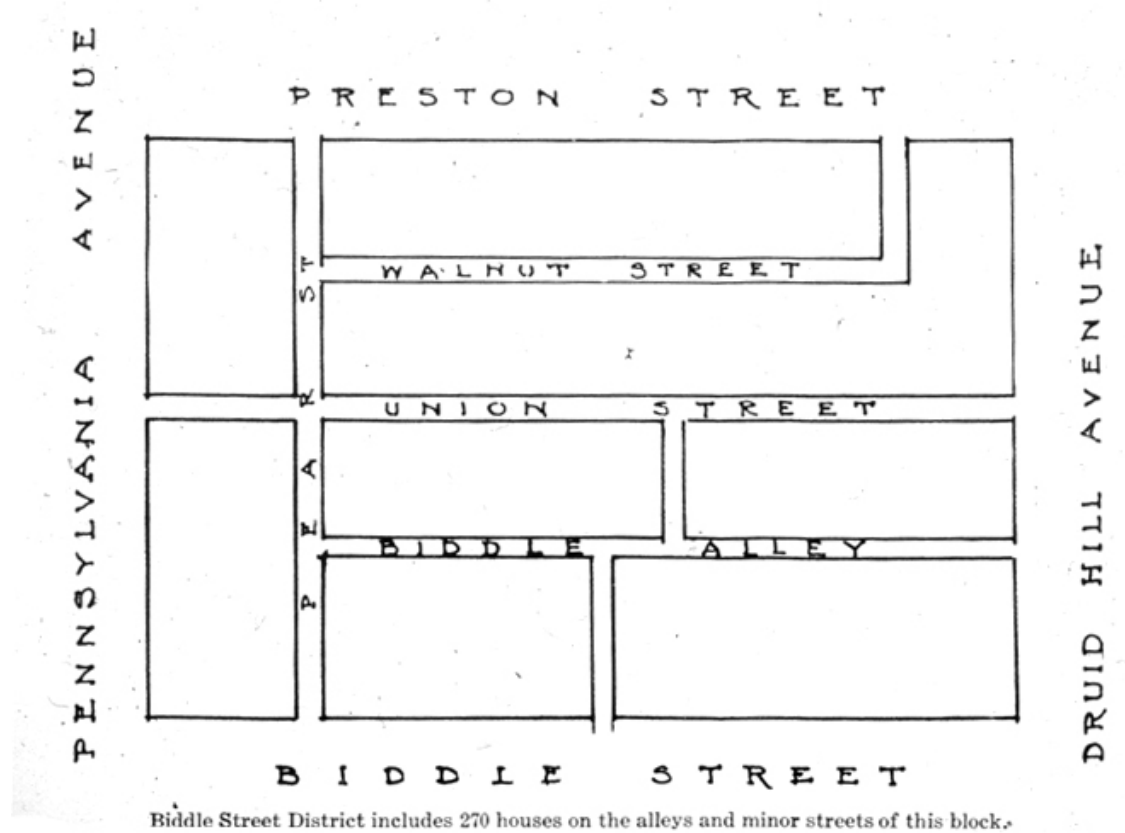 PENNSYLVANIA AVENUE
PRESTON STREET
WALNUT STREET
PEARL ST
UNION STREET
BIDDLE ALLEY
DRUID HILL AVENUE
BIDDLE STREET
Biddle Street District includes 270 houses on the alleys and minor streets of this block.